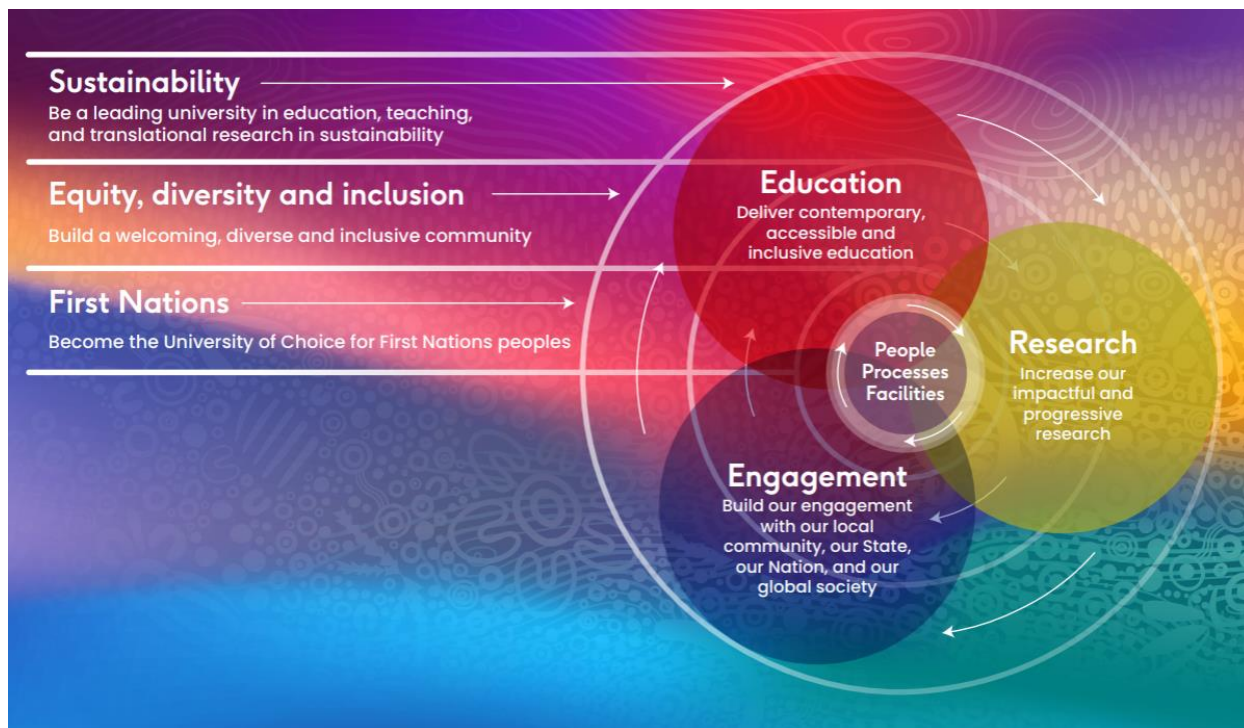 Sustainability
Be a leading university in education, teaching,
and translational research in sustainability
Equity, diversity and inclusion
Build a welcoming, diverse and inclusive community
First Nations
Become the University of Choice for First Nations peoples
Education
Deliver contemporary,
accessible and
inclusive education
People
Processes
Facilities
Research
Increase our
impactful and
progressive
research
Engagement
Build our engagement
with our local
community, our State,
our Nation, and our
global society